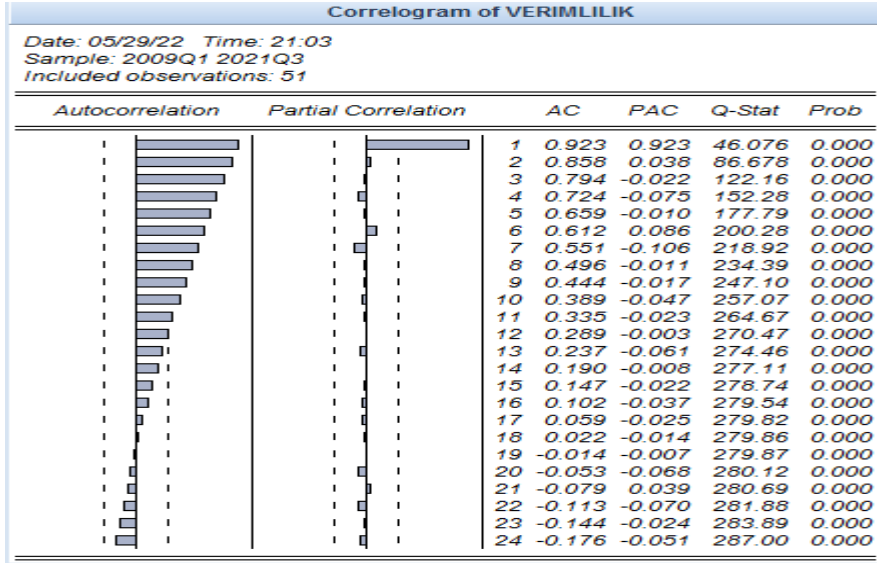 Correlogram of VERIMLILIK
Date: 05/29/22 Time: 21:03
Sample: 2009Q1 2021Q3
Included observations: 51
Autocorrelation Partial Correlation AC PAC Q-Stat Prob
1 0.923 0.923 46.076 0.000
2 0.858 0.038 86.678 0.000
3 0.794 -0.022 122.16 0.000
4 0.724 -0.075 152.28 0.000
5 0.659 -0.010 177.79 0.000
6 0.612 0.086 200.28 0.000
7 0.551 -0.106 218.92 0.000
8 0.496 -0.011 234.39 0.000
9 0.444 -0.017 247.10 0.000
10 0.389 -0.047 257.07 0.000
11 0.335 -0.023 264.67 0.000
12 0.289 -0.003 270.47 0.000
13 0.237 -0.061 274.46 0.000
14 0.190 -0.008 277.11 0.000
15 0.147 -0.022 278.74 0.000
16 0.102 -0.037 279.54 0.000
17 0.059 -0.025 279.82 0.000
18 0.022 -0.014 279.86 0.000
19 -0.014 -0.007 279.87 0.000
20 -0.053 -0.068 280.12 0.000
21 -0.079 0.039 280.69 0.000
22 -0.113 -0.070 281.88 0.000
23 -0.144 -0.024 283.89 0.000
24 -0.176 -0.051 287.00 0.000